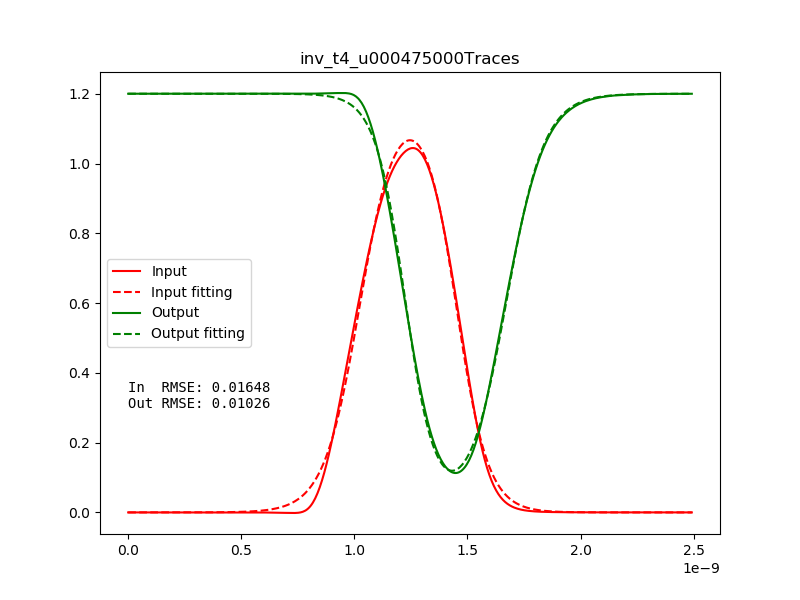 inv_t4_u000475000Traces
1.2
1.0
0.8
0.6
0.4
0.2
0.0
Input
Input fitting
Output
Output fitting
In  RMSE: 0.01648
Out RMSE: 0.01026
0.0
0.5
1.0
1.5
2.0
2.5
1e−9